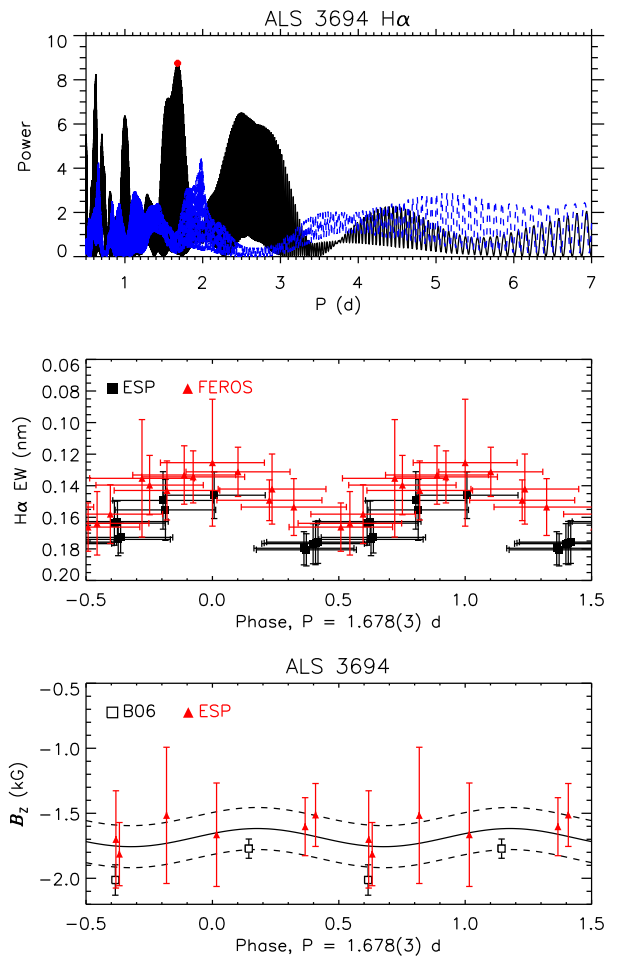 ALS 3694 Hα
10
8
6
4
2
0
Power
1 2 3 4 5 6 7
P (d)
0.06
0.08
0.10
0.12
0.14
0.16
0.18
0.20
Hα EW (nm)
ESP FEROS
−0.5 0.0 0.5 1.0 1.5
Phase, P = 1.678(3) d
ALS 3694
−0.5
−1.0
−1.5
−2.0
Bz (kG)
B06 ESP
−0.5 0.0 0.5 1.0 1.5
Phase, P = 1.678(3) d